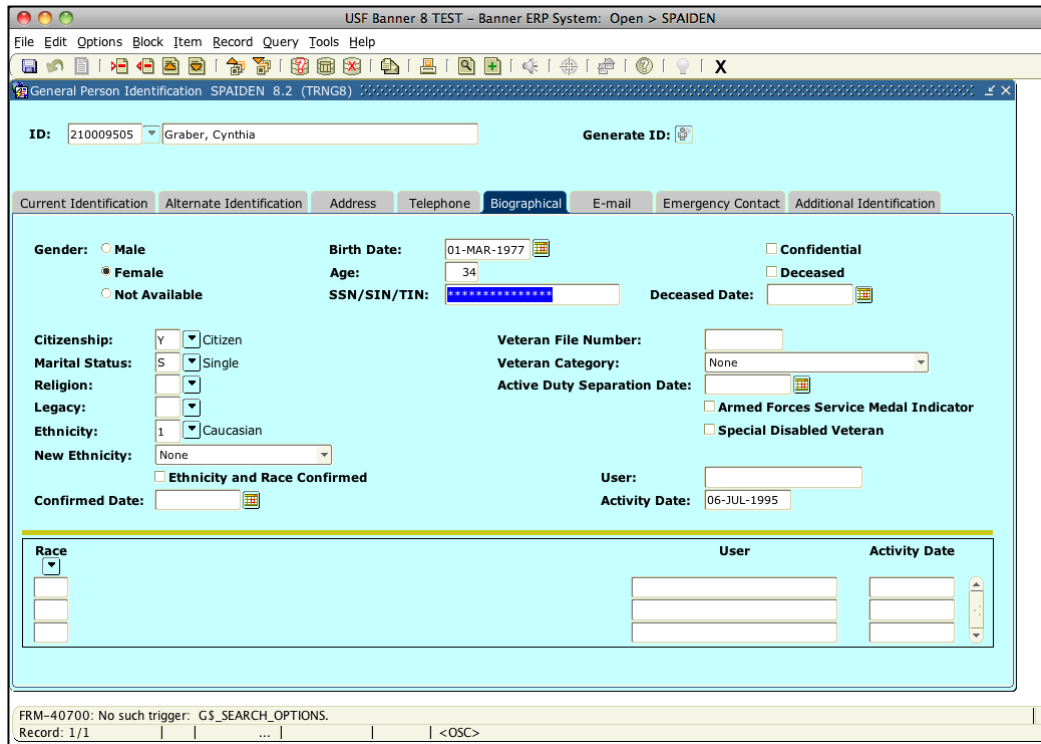 USF Banner 8 TEST – Banner ERP System: Open > SPAIDEN
File Edit Options Block Item Record Query Tools Help
X
General Person Identification SPAIDEN 8.2 (TRNG8)
ID: 210009505 Graber, Cynthia Generate ID:
Current Identification Alternate Identification Address Telephone Biographical E-mail Emergency Contact Additional Identification
Gender: Male Birth Date: 01-MAR-1977 Confidential
Female Age: 34 Deceased
Not Available SSN/SIN/TIN: *************** Deceased Date:
Citizenship: Y Citizen Veteran File Number:
Marital Status: S Single Veteran Category: None
Religion: Active Duty Separation Date:
Legacy: Armed Forces Service Medal Indicator
Ethnicity: 1 Caucasian Special Disabled Veteran
New Ethnicity: None
Ethnicity and Race Confirmed User:
Confirmed Date: Activity Date: 06-JUL-1995
Race User Activity Date
FRM-40700: No such trigger: G$_SEARCH_OPTIONS.
Record: 1/1 ... <OSC>